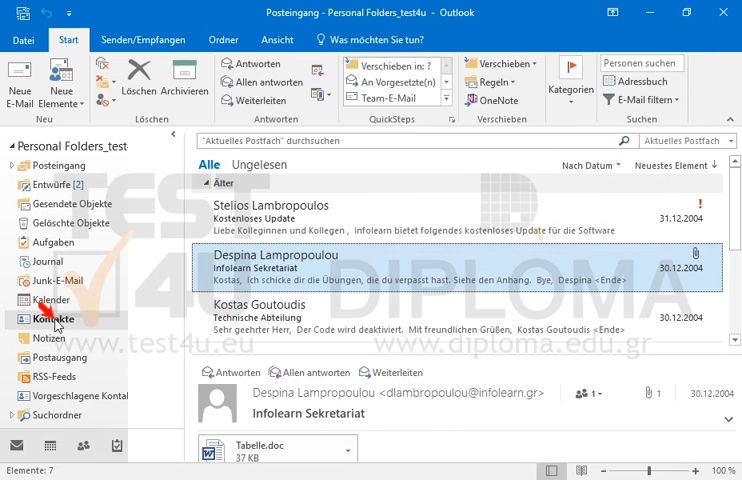 Posteingang - Personal Folders_test4u - Outlook
Datei
Start
Senden/Empfangen
Ordner
Ansicht
Was möchten Sie tun?
Neue E-Mail
Neue Elemente
Löschen
Archivieren
Antworten
Allen antworten
Weiterleiten
Verschieben in: ?
An Vorgesetzte(n)
Team-E-Mail
Verschieben
Regeln
OneNote
Kategorien
Personen suchen
Adressbuch
E-Mail filtern
Neu
Löschen
Antworten
QuickSteps
Verschieben
Suchen
Personal Folders_test
Posteingang
Entwürfe [2]
Gesendete Objekte
Gelöschte Objekte
Aufgaben
Journal
Junk-E-Mail
Kalender
Kontakte
Notizen
Postausgang
RSS-Feeds
Vorgeschlagene Kontal
Suchordner
"Aktuelles Postfach" durchsuchen
Aktuelles Postfach
Alle
Ungelesen
Nach Datum
Neuestes Element
Älter
Stelios Lambropoulos
Kostenloses Update
31.12.2004
Liebe Kolleginnen und Kollegen , Infolearn bietet folgendes kostenloses Update für die Software
Despina Lampropoulou
Infolearn Sekretariat
30.12.2004
Kostas, Ich schicke dir die Übungen, die du verpasst hast. Siehe den Anhang. Bye, Despina <Ende>
Kostas Goutoudis
Technische Abteilung
30.12.2004
Sehr geehrter Herr, Der Code wird deaktiviert. Mit freundlichen Grüßen, Kostas Goutoudis <Ende>
Antworten
Allen antworten
Weiterleiten
Despina Lampropoulou <dlambropoulou@infolearn.gr>
1
1
30.12.2004
Infolearn Sekretariat
Tabelle.doc
37 KB
Elemente: 7
100 %
TEST
4U
DIPLOMA
www.test4u.eu
www.diploma.edu.gr